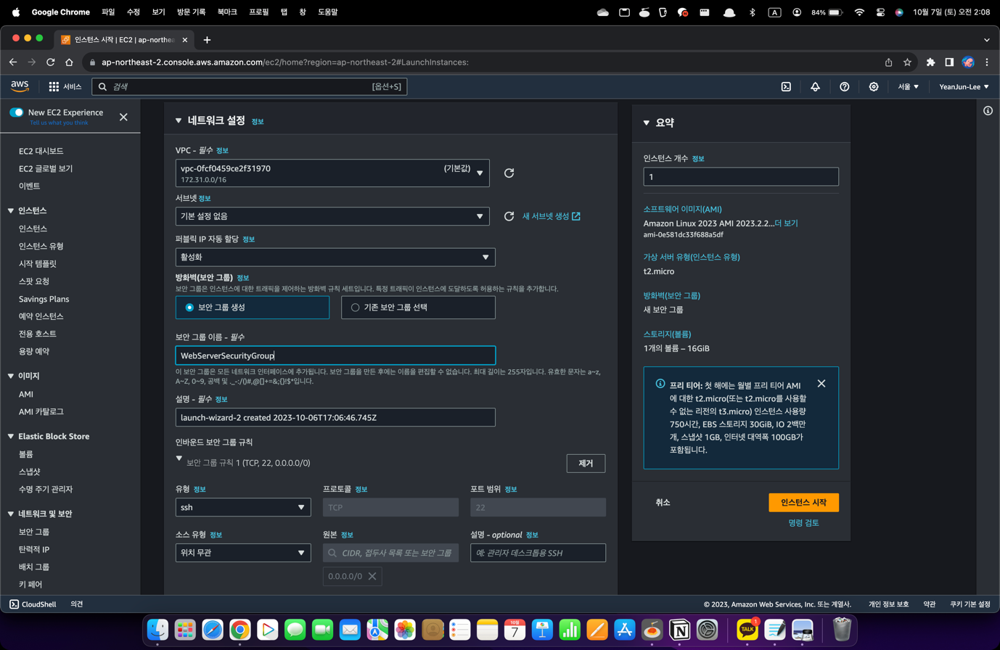 Google Chrome 파일 수정 보기 방문 기록 북마크 프로필 탭 창 도움말 A 84% 10월 7일 (토) 오전 2:08
인스턴스 시작 | EC2 | ap-northea
ap-northeast-2.console.aws.amazon.com/ec2/home?region=ap-northeast-2#LaunchInstances:
aws 서비스 검색 [옵션+S] 서울 YeanJun-Lee
New EC2 Experience
Tell us what you think
EC2 대시보드
EC2 글로벌 보기
이벤트
인스턴스
인스턴스
인스턴스 유형
시작 템플릿
스팟 요청
Savings Plans
예약 인스턴스
전용 호스트
용량 예약
이미지
AMI
AMI 카탈로그
Elastic Block Store
볼륨
스냅샷
수명 주기 관리자
네트워크 및 보안
보안 그룹
탄력적 IP
배치 그룹
키 페어
네트워크 설정 정보
VPC - 필수 정보
vpc-0fcf0459ce2f31970 (기본값)
172.31.0.0/16
서브넷 정보
기본 설정 없음
새 서브넷 생성
퍼블릭 IP 자동 할당 정보
활성화
방화벽(보안 그룹) 정보
보안 그룹은 인스턴스에 대한 트래픽을 제어하는 방화벽 규칙 세트입니다. 특정 트래픽이 인스턴스에 도달하도록 허용하는 규칙을 추가합니다.
보안 그룹 생성 기존 보안 그룹 선택
보안 그룹 이름 - 필수
WebServerSecurityGroup
이 보안 그룹은 모든 네트워크 인터페이스에 추가됩니다. 보안 그룹을 만든 후에는 이름을 편집할 수 없습니다. 최대 길이는 255자입니다. 유효한 문자는 a~z,
A~Z, 0~9, 공백 및 ._-:/()#,@[]+=&;{}!$*입니다.
설명 - 필수 정보
launch-wizard-2 created 2023-10-06T17:06:46.745Z
인바운드 보안 그룹 규칙
보안 그룹 규칙 1 (TCP, 22, 0.0.0.0/0)
제거
유형 정보 프로토콜 정보 포트 범위 정보
ssh TCP 22
소스 유형 정보 원본 정보 설명 - optional 정보
위치 무관 CIDR, 접두사 목록 또는 보안 그룹 예: 관리자 데스크톱용 SSH
0.0.0.0/0
요약
인스턴스 개수 정보
1
소프트웨어 이미지(AMI)
Amazon Linux 2023 AMI 2023.2.2...더 보기
ami-0e581dc33f688a5df
가상 서버 유형(인스턴스 유형)
t2.micro
방화벽(보안 그룹)
새 보안 그룹
스토리지(볼륨)
1개의 볼륨 – 16GiB
프리 티어: 첫 해에는 월별 프리 티어 AMI
에 대한 t2.micro(또는 t2.micro를 사용할
수 없는 리전의 t3.micro) 인스턴스 사용량
750시간, EBS 스토리지 30GiB, IO 2백만
개, 스냅샷 1GB, 인터넷 대역폭 100GB가
포함됩니다.
취소 인스턴스 시작
명령 검토
CloudShell 의견 © 2023, Amazon Web Services, Inc. 또는 계열사. 개인 정보 보호 약관 쿠키 기본 설정
10월
7
TALK
1